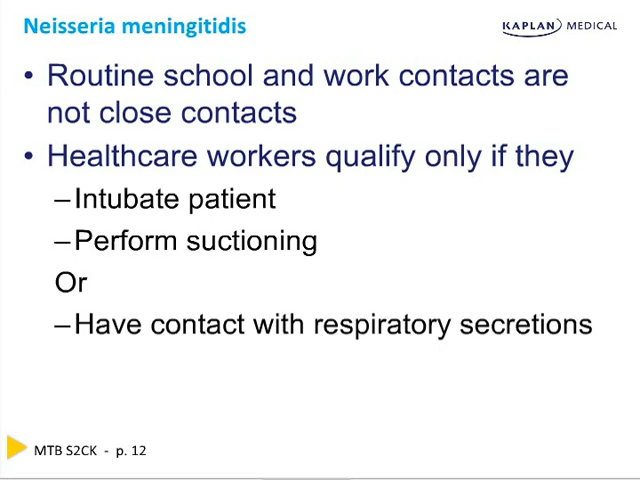 Neisseria meningitidis
KAPLAN MEDICAL
• Routine school and work contacts are
not close contacts
• Healthcare workers qualify only if they
–Intubate patient
–Perform suctioning
Or
–Have contact with respiratory secretions
MTB S2CK - p. 12